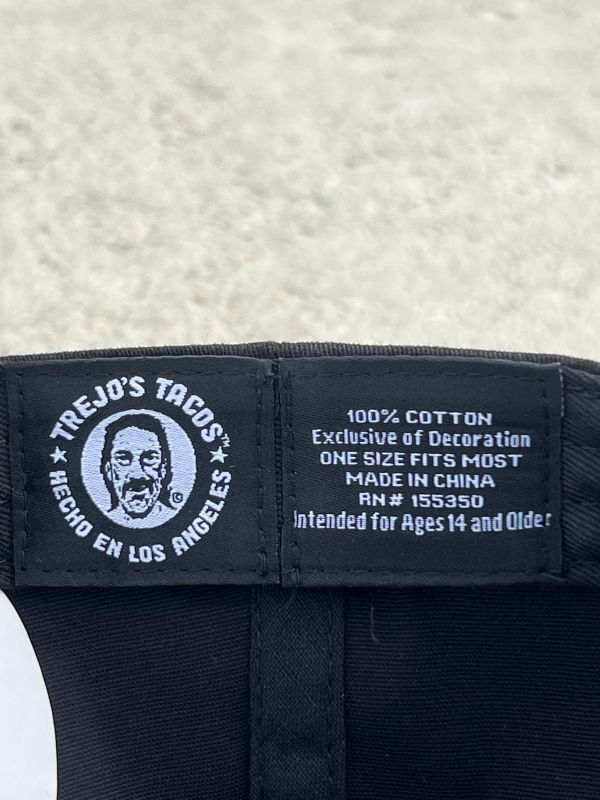 ★ TREJO'S TACOS™ ★
HECHO EN LOS ANGELES
©
100% COTTON
Exclusive of Decoration
ONE SIZE FITS MOST
MADE IN CHINA
RN# 155350
Intended for Ages 14 and Older